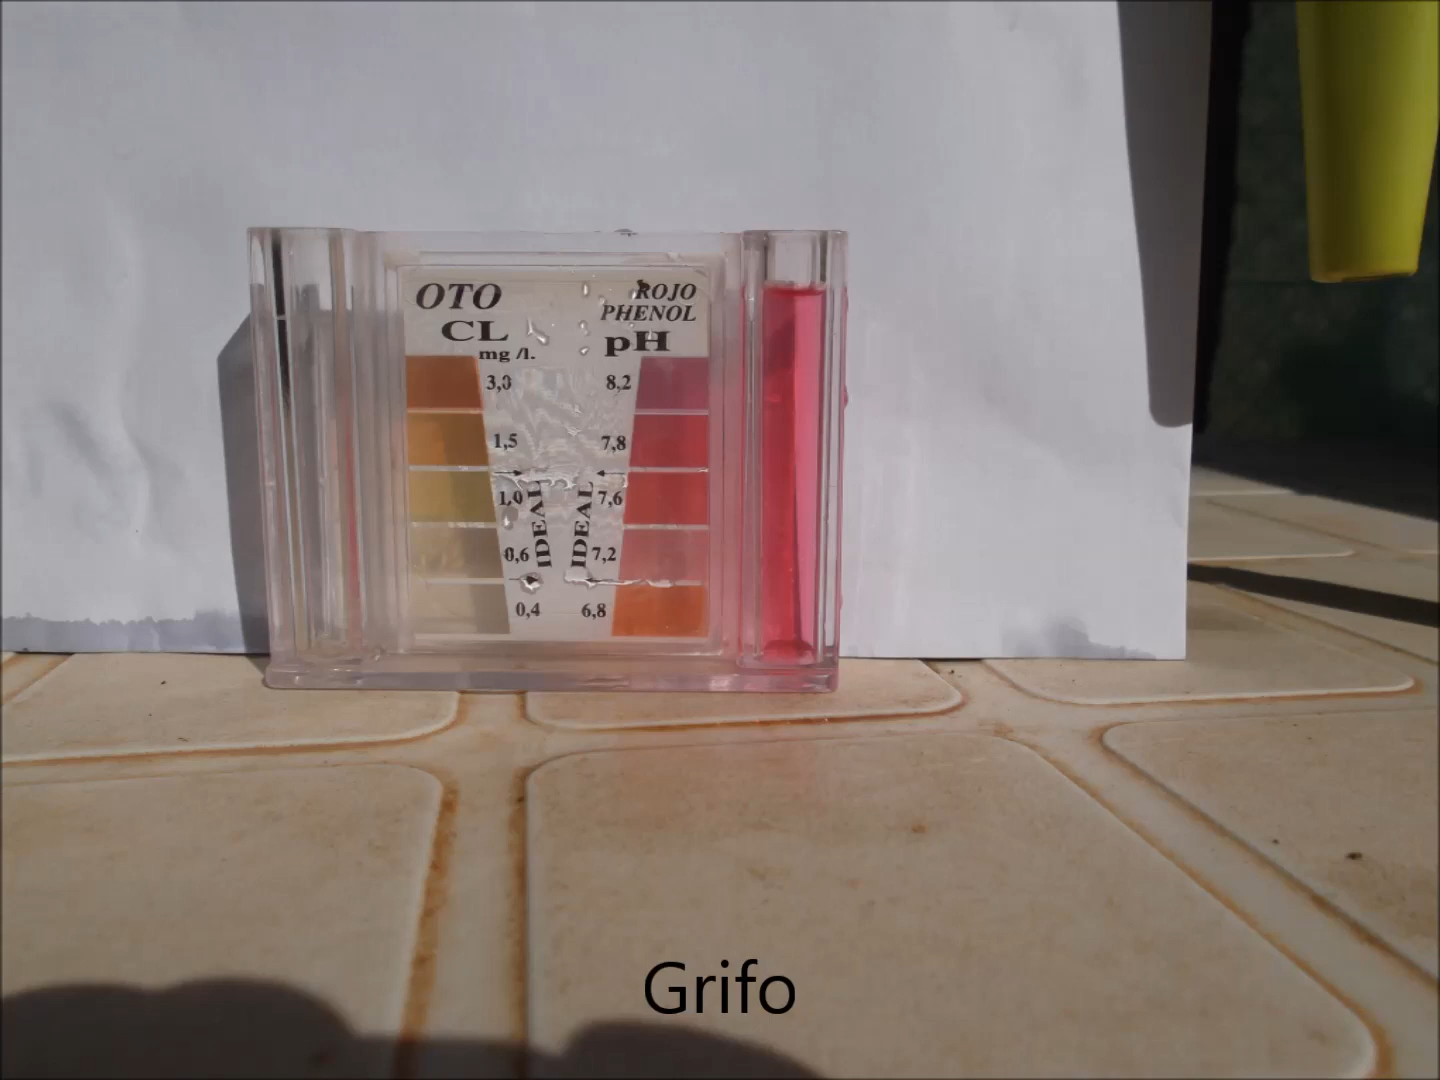 OTO
CL
mg /l.
3,0
1,5
1,0
0,6
0,4
IDEAL
ROJO
PHENOL
pH
8,2
7,8
7,6
7,2
6,8
IDEAL
Grifo